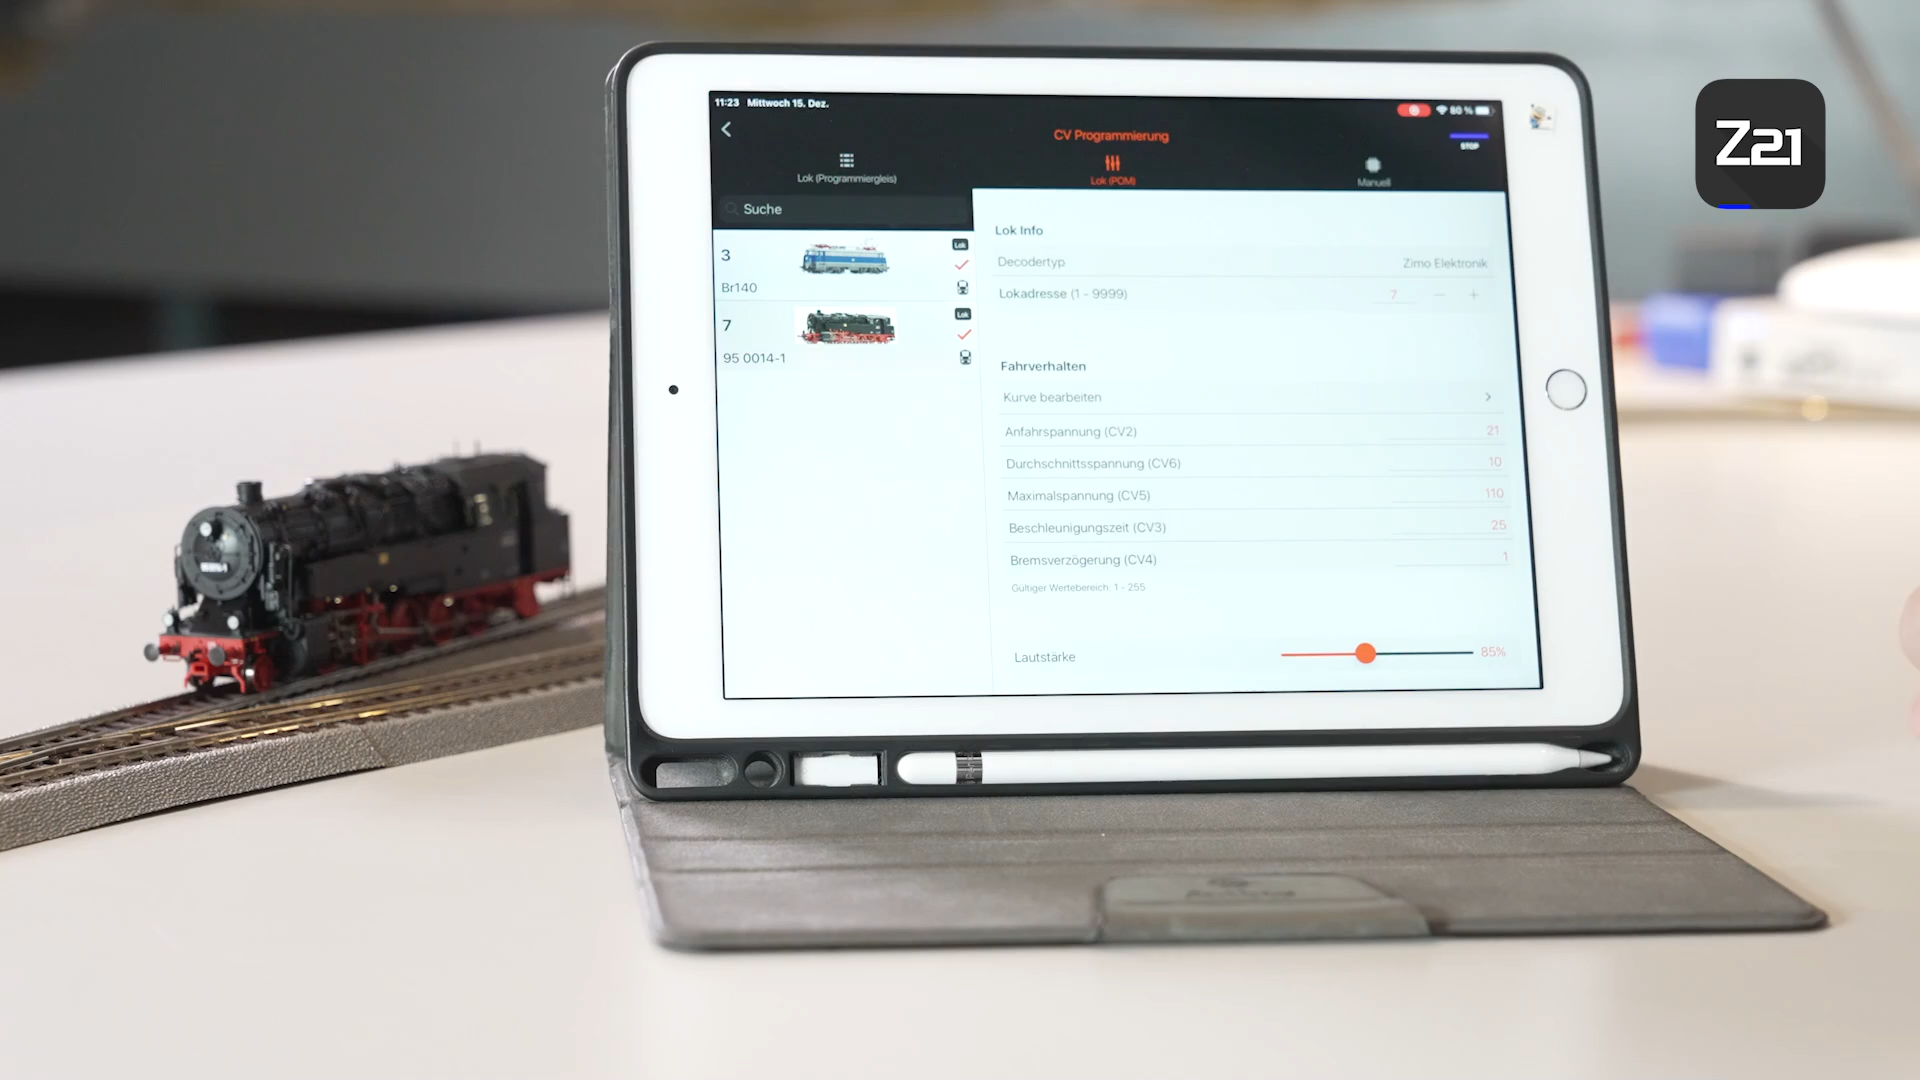 Z21
11:23 Mittwoch 15. Dez.
80 %
CV Programmierung
STOP
Lok (Programmiergleis)
Lok (POM)
Manuell
Suche
3
Lok
Br140
7
Lok
95 0014-1
Lok Info
Decodertyp Zimo Elektronik
Lokadresse (1 - 9999) 7 − +
Fahrverhalten
Kurve bearbeiten
Anfahrspannung (CV2) 21
Durchschnittsspannung (CV6) 10
Maximalspannung (CV5) 110
Beschleunigungszeit (CV3) 25
Bremsverzögerung (CV4) 1
Gültiger Wertebereich: 1 - 255
Lautstärke 85%